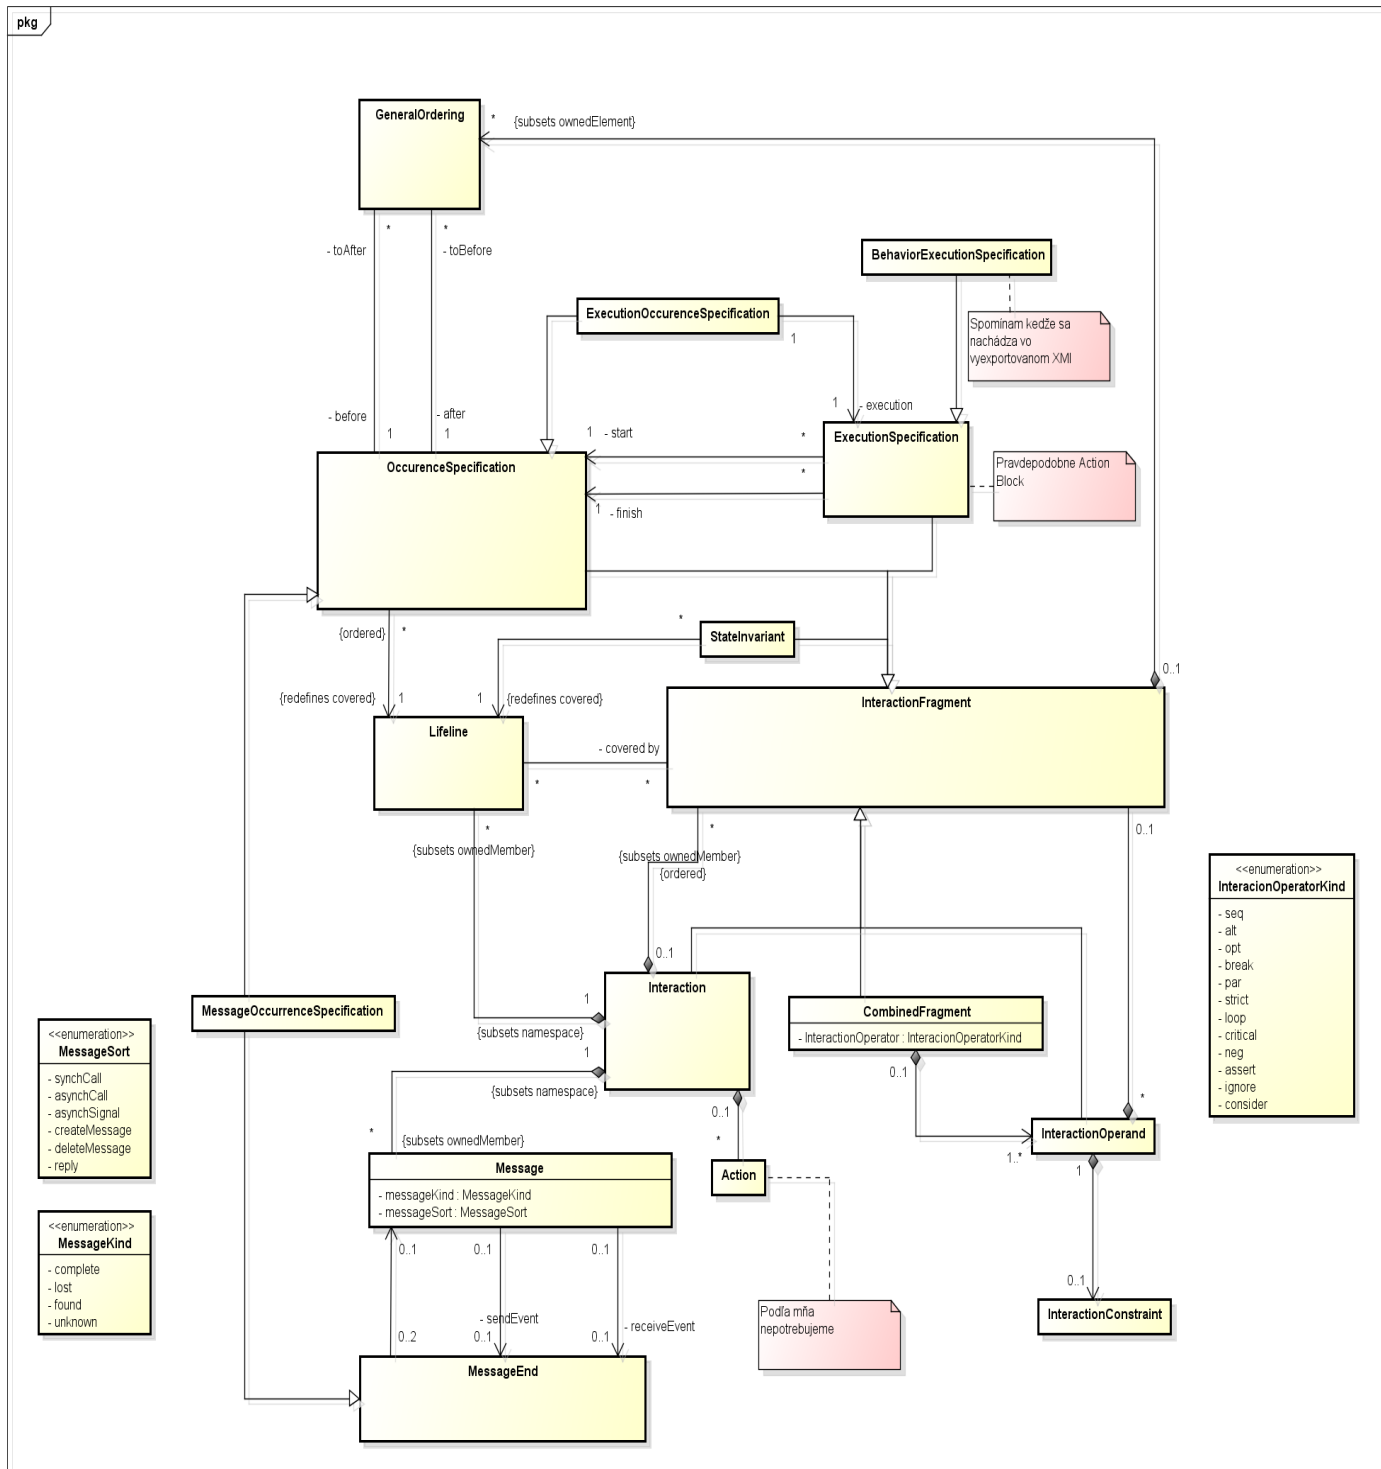 pkg
GeneralOrdering
*
{subsets ownedElement}
*
*
- toAfter
- toBefore
BehaviorExecutionSpecification
ExecutionOccurenceSpecification
1
Spomínam kedže sa
nachádza vo
vyexportovanom XMI
- before
- after
1
1
1
- execution
ExecutionSpecification
1
- start
*
*
1
- finish
Pravdepodobne Action
Block
OccurenceSpecification
{ordered}
*
*
StateInvariant
{redefines covered}
1
1
{redefines covered}
0..1
InteractionFragment
Lifeline
- covered by
*
*
*
{subsets ownedMember}
*
{subsets ownedMember}
{ordered}
0..1
<<enumeration>>
InteracionOperatorKind
- seq
- alt
- opt
- break
- par
- strict
- loop
- critical
- neg
- assert
- ignore
- consider
0..1
Interaction
1
{subsets namespace}
1
{subsets namespace}
MessageOccurrenceSpecification
CombinedFragment
- InteractionOperator : InteracionOperatorKind
0..1
<<enumeration>>
MessageSort
- synchCall
- asynchCall
- asynchSignal
- createMessage
- deleteMessage
- reply
0..1
*
*
InteractionOperand
1..*
1
*
{subsets ownedMember}
Message
- messageKind : MessageKind
- messageSort : MessageSort
Action
<<enumeration>>
MessageKind
- complete
- lost
- found
- unknown
0..1
0..1
0..1
0..1
InteractionConstraint
Podľa mňa
nepotrebujeme
- sendEvent
- receiveEvent
0..2
0..1
0..1
MessageEnd